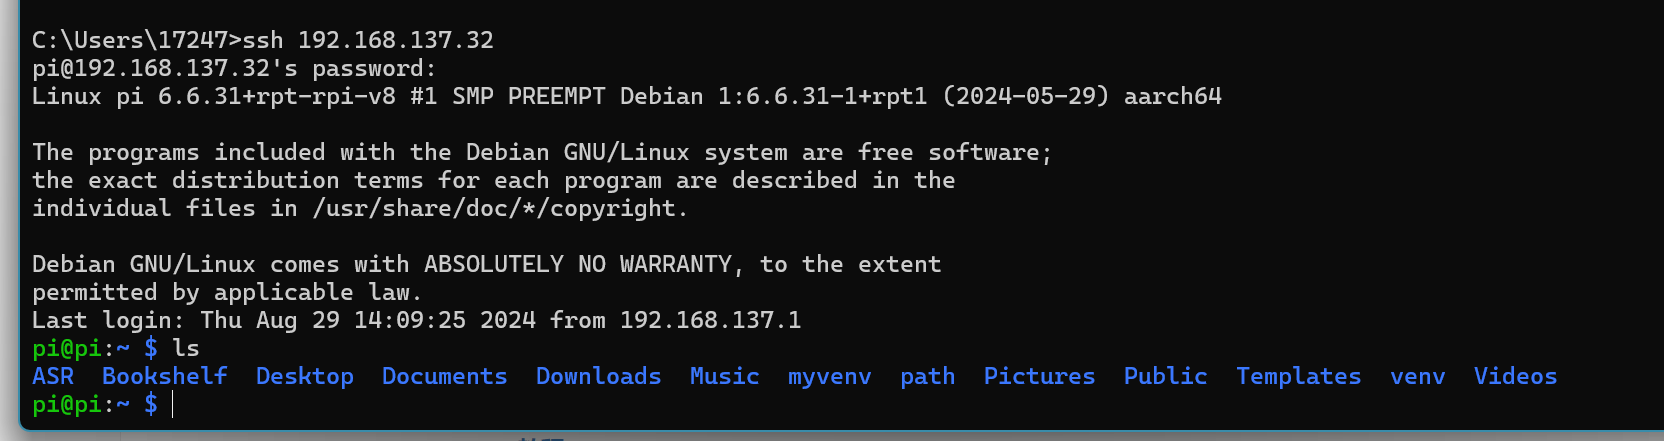 C:\Users\17247>ssh 192.168.137.32
pi@192.168.137.32's password:
Linux pi 6.6.31+rpt-rpi-v8 #1 SMP PREEMPT Debian 1:6.6.31-1+rpt1 (2024-05-29) aarch64
The programs included with the Debian GNU/Linux system are free software;
the exact distribution terms for each program are described in the
individual files in /usr/share/doc/*/copyright.
Debian GNU/Linux comes with ABSOLUTELY NO WARRANTY, to the extent
permitted by applicable law.
Last login: Thu Aug 29 14:09:25 2024 from 192.168.137.1
pi@pi:~ $ ls
ASR  Bookshelf  Desktop  Documents  Downloads  Music  myvenv  path  Pictures  Public  Templates  venv  Videos
pi@pi:~ $